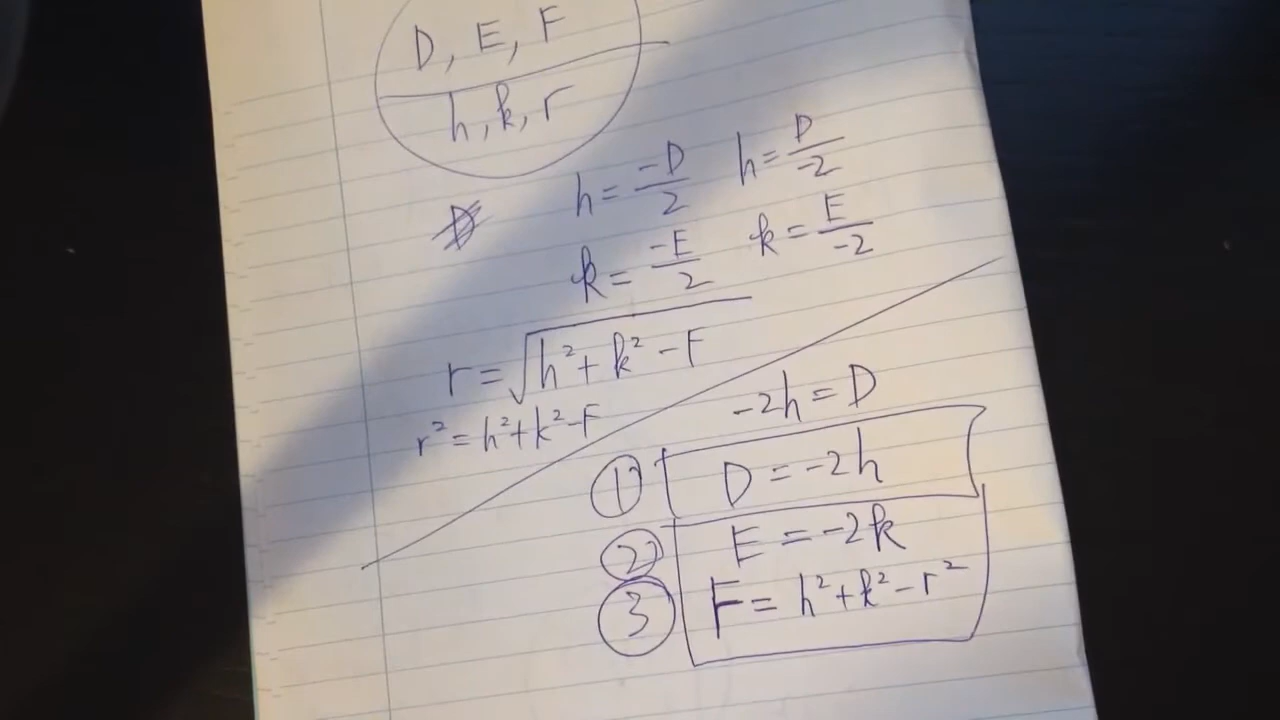 D, E, F
h, k, r
h = -D/2 h = D/-2
k = -E/2 k = E/-2
r = √(h² + k² - F)
r² = h² + k² - F
-2h = D
① D = -2h
② E = -2k
③ F = h² + k² - r²